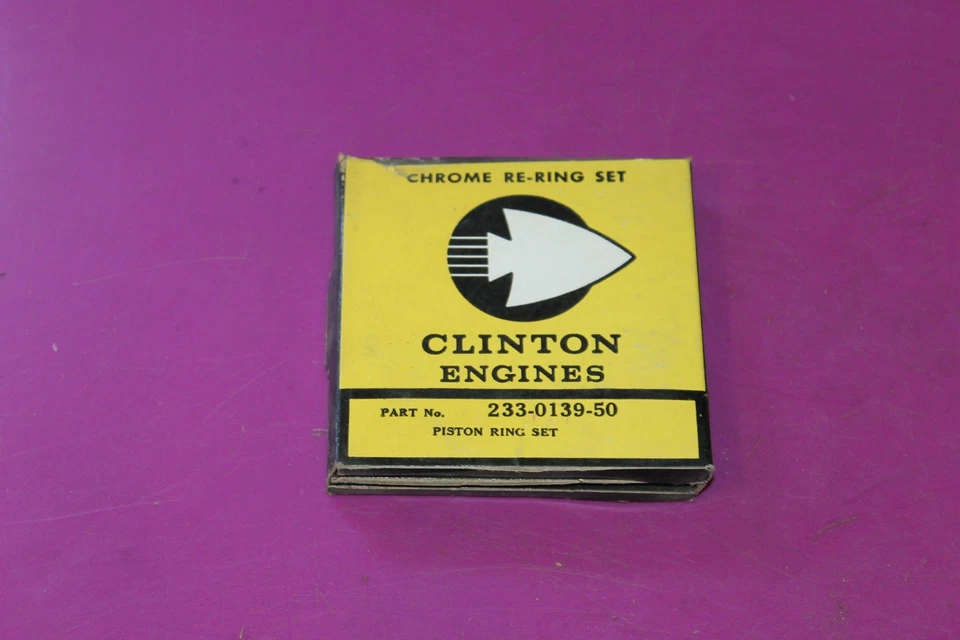 CHROME RE-RING SET
CLINTON
ENGINES
PART No. 233-0139-50
PISTON RING SET